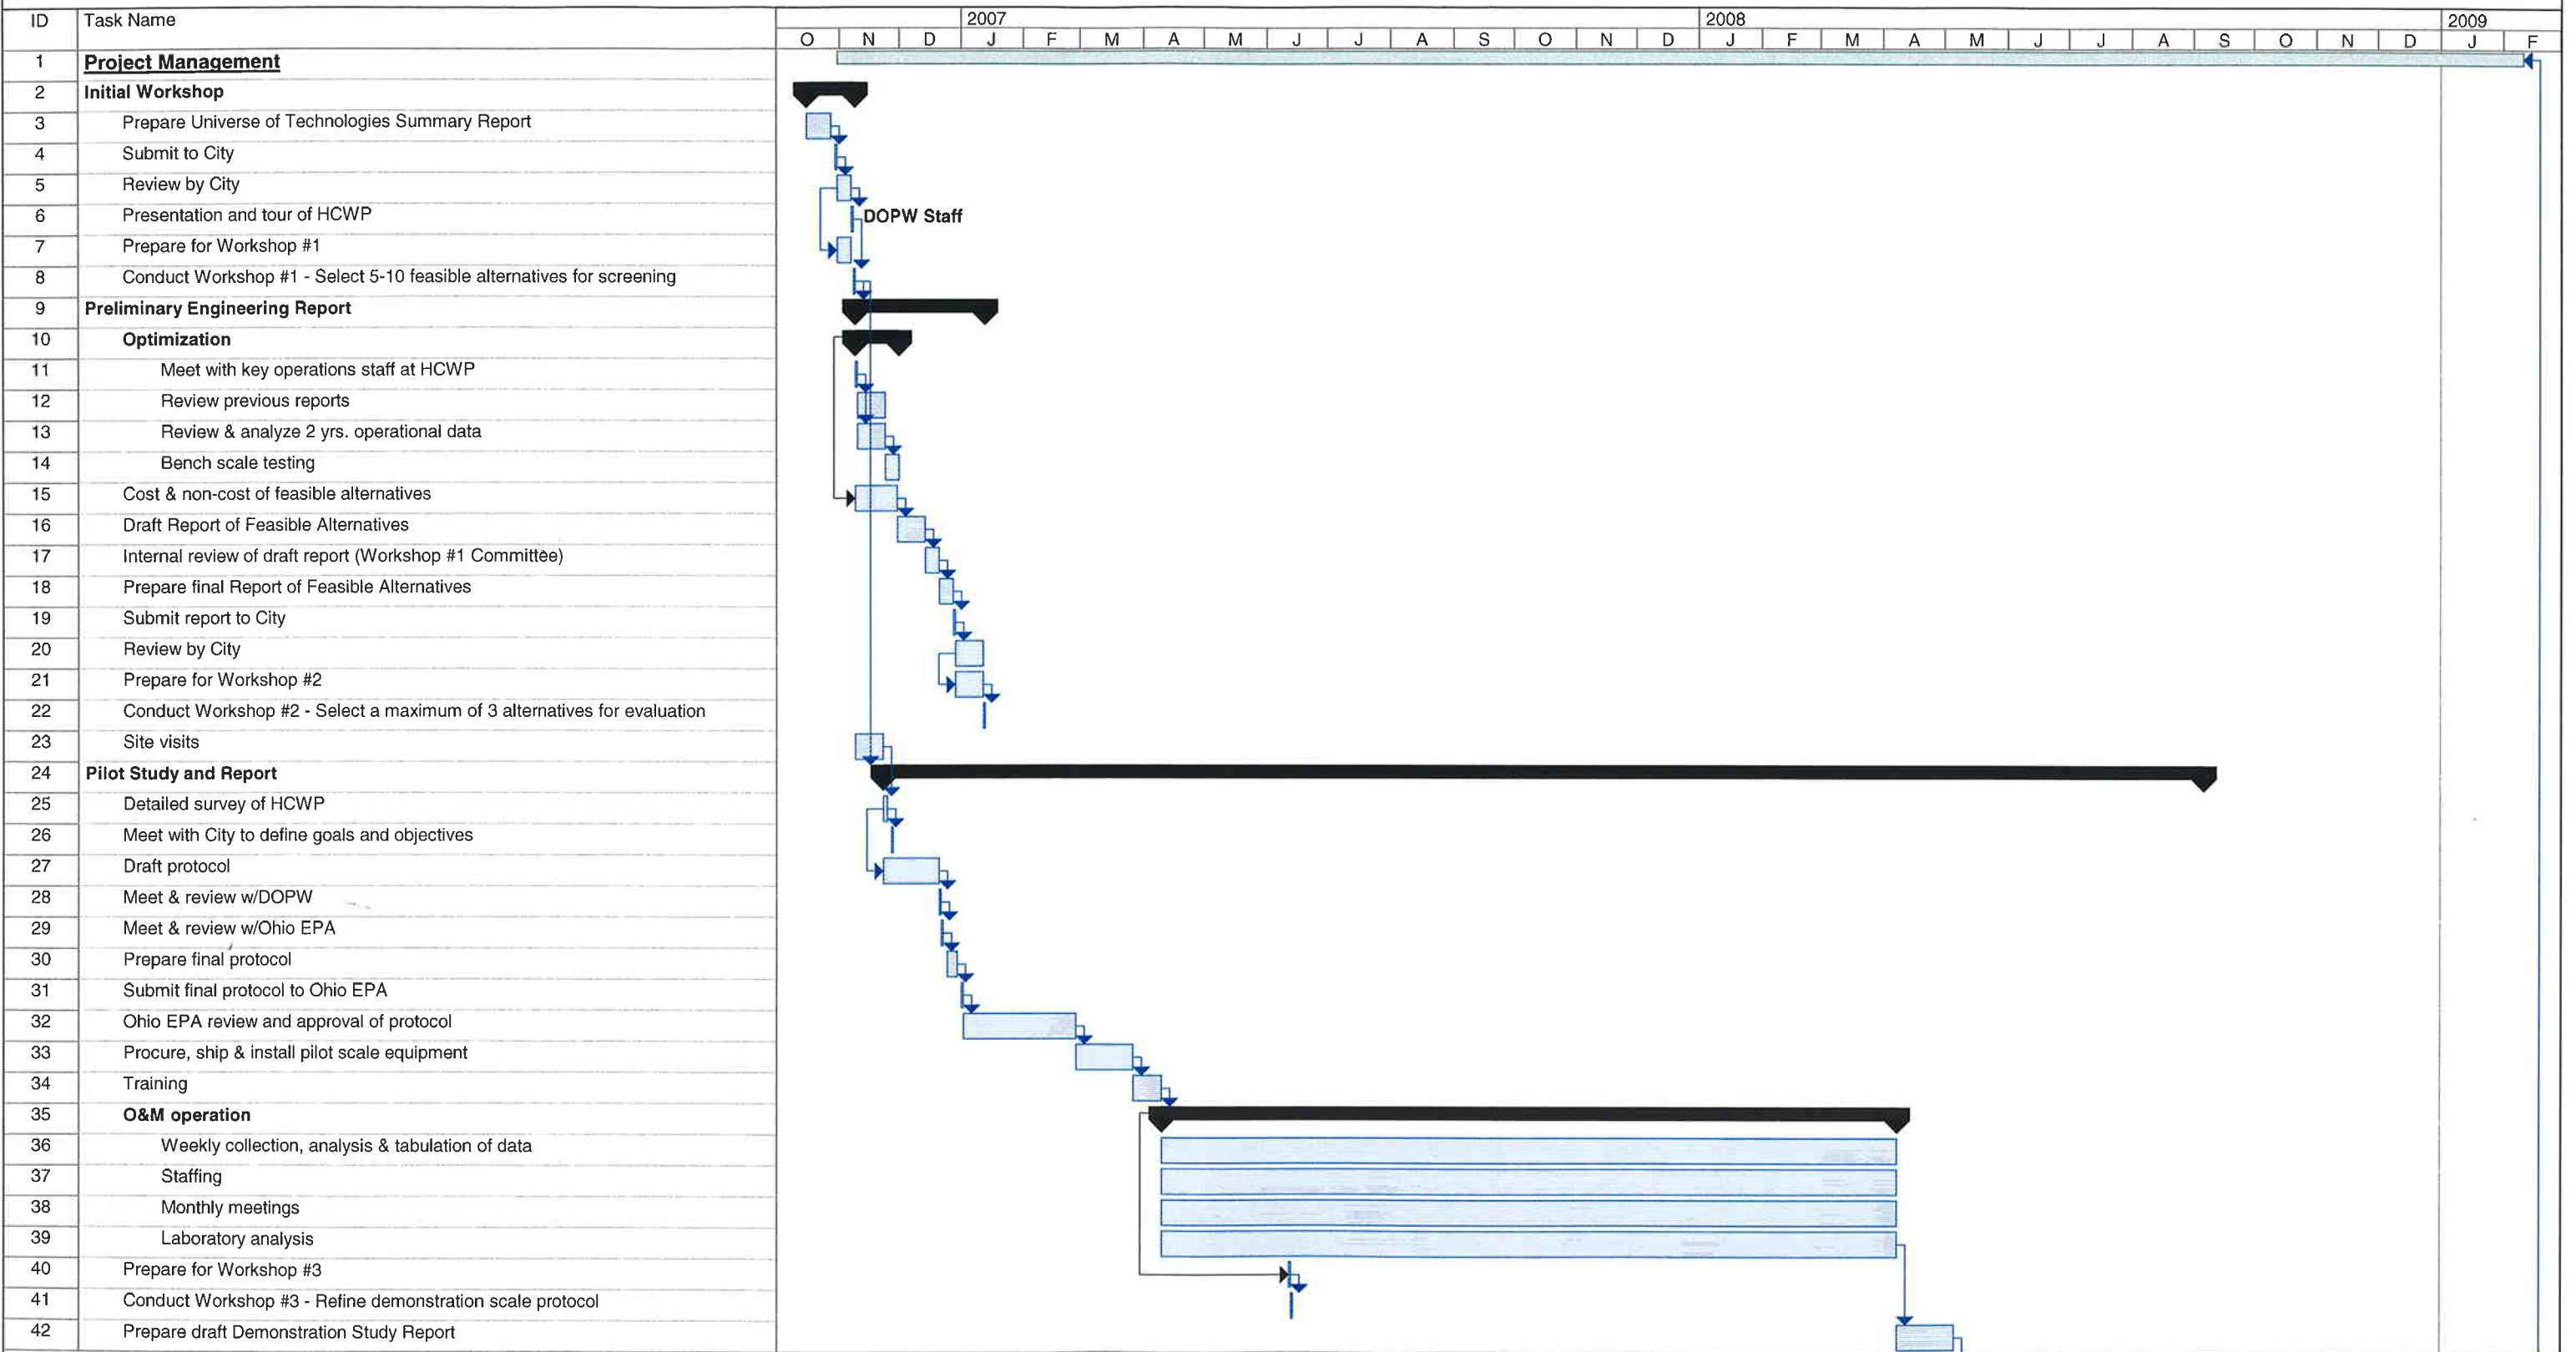 ID Task Name 2007 2008 2009
O N D J F M A M J J A S O N D J F M A M J J A S O N D J F
1 Project Management
2 Initial Workshop
3 Prepare Universe of Technologies Summary Report
4 Submit to City
5 Review by City
6 Presentation and tour of HCWP DOPW Staff
7 Prepare for Workshop #1
8 Conduct Workshop #1 - Select 5-10 feasible alternatives for screening
9 Preliminary Engineering Report
10 Optimization
11 Meet with key operations staff at HCWP
12 Review previous reports
13 Review & analyze 2 yrs. operational data
14 Bench scale testing
15 Cost & non-cost of feasible alternatives
16 Draft Report of Feasible Alternatives
17 Internal review of draft report (Workshop #1 Committee)
18 Prepare final Report of Feasible Alternatives
19 Submit report to City
20 Review by City
21 Prepare for Workshop #2
22 Conduct Workshop #2 - Select a maximum of 3 alternatives for evaluation
23 Site visits
24 Pilot Study and Report
25 Detailed survey of HCWP
26 Meet with City to define goals and objectives
27 Draft protocol
28 Meet & review w/DOPW
29 Meet & review w/Ohio EPA
30 Prepare final protocol
31 Submit final protocol to Ohio EPA
32 Ohio EPA review and approval of protocol
33 Procure, ship & install pilot scale equipment
34 Training
35 O&M operation
36 Weekly collection, analysis & tabulation of data
37 Staffing
38 Monthly meetings
39 Laboratory analysis
40 Prepare for Workshop #3
41 Conduct Workshop #3 - Refine demonstration scale protocol
42 Prepare draft Demonstration Study Report